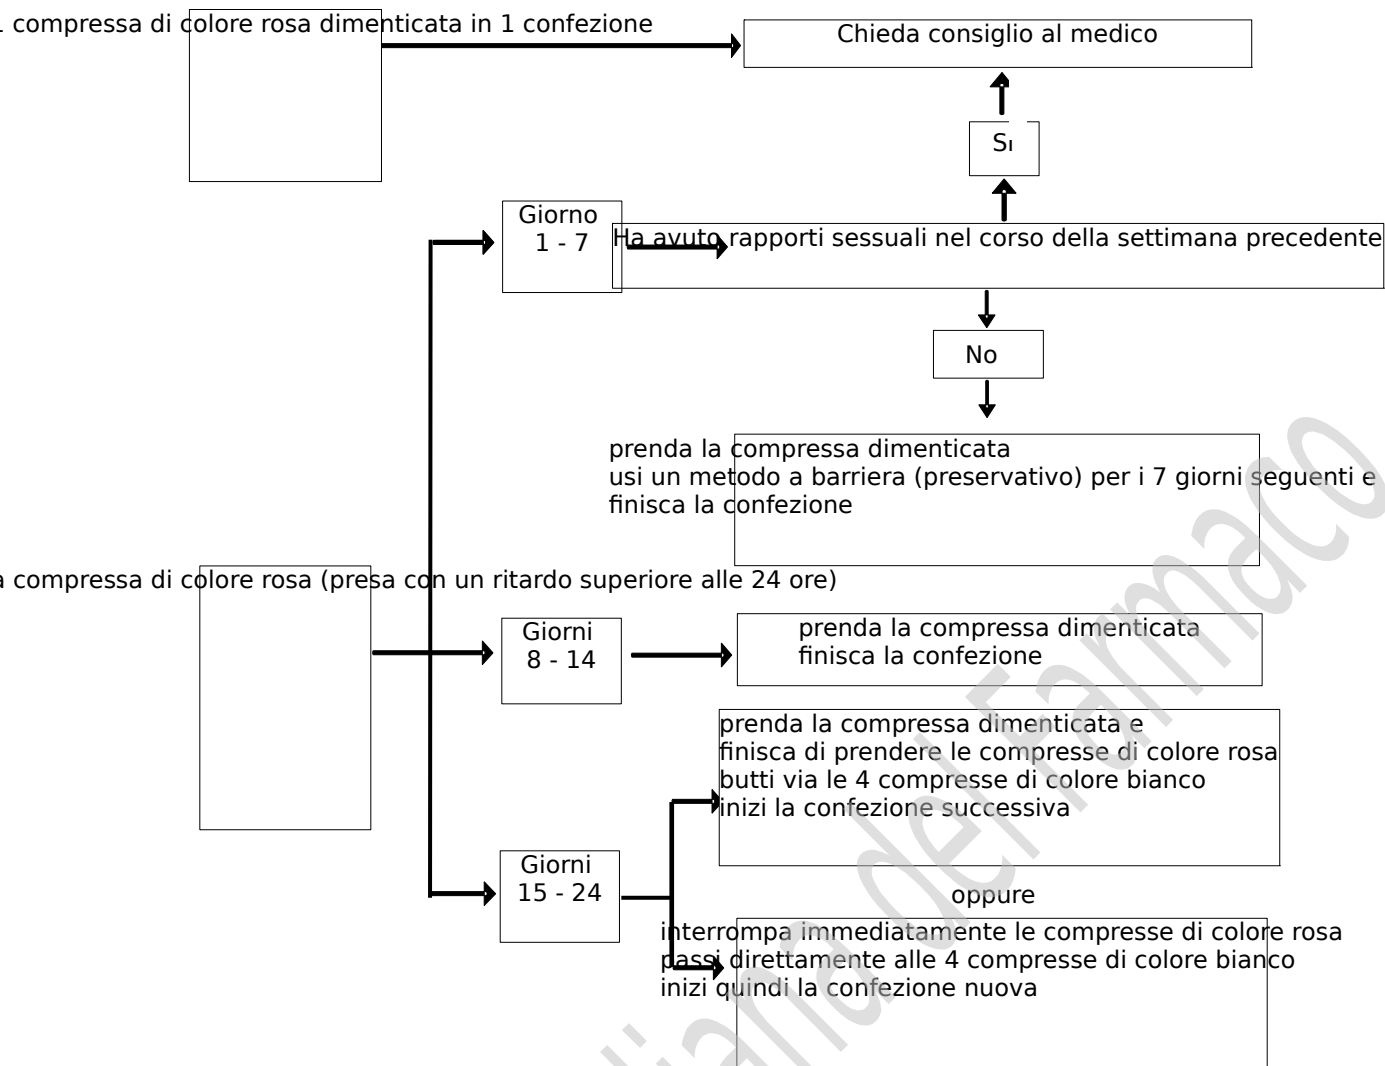 1 compressa di colore rosa dimenticata in 1 confezione
Chieda consiglio al medico
Sì
Giorno
1 - 7
Ha avuto rapporti sessuali nel corso della settimana precedente
No
prenda la compressa dimenticata
usi un metodo a barriera (preservativo) per i 7 giorni seguenti e
finisca la confezione
a compressa di colore rosa (presa con un ritardo superiore alle 24 ore)
Giorni
8 - 14
prenda la compressa dimenticata
finisca la confezione
prenda la compressa dimenticata e
finisca di prendere le compresse di colore rosa
butti via le 4 compresse di colore bianco
inizi la confezione successiva
Giorni
15 - 24
oppure
interrompa immediatamente le compresse di colore rosa
passi direttamente alle 4 compresse di colore bianco
inizi quindi la confezione nuova
liana del Farmaco